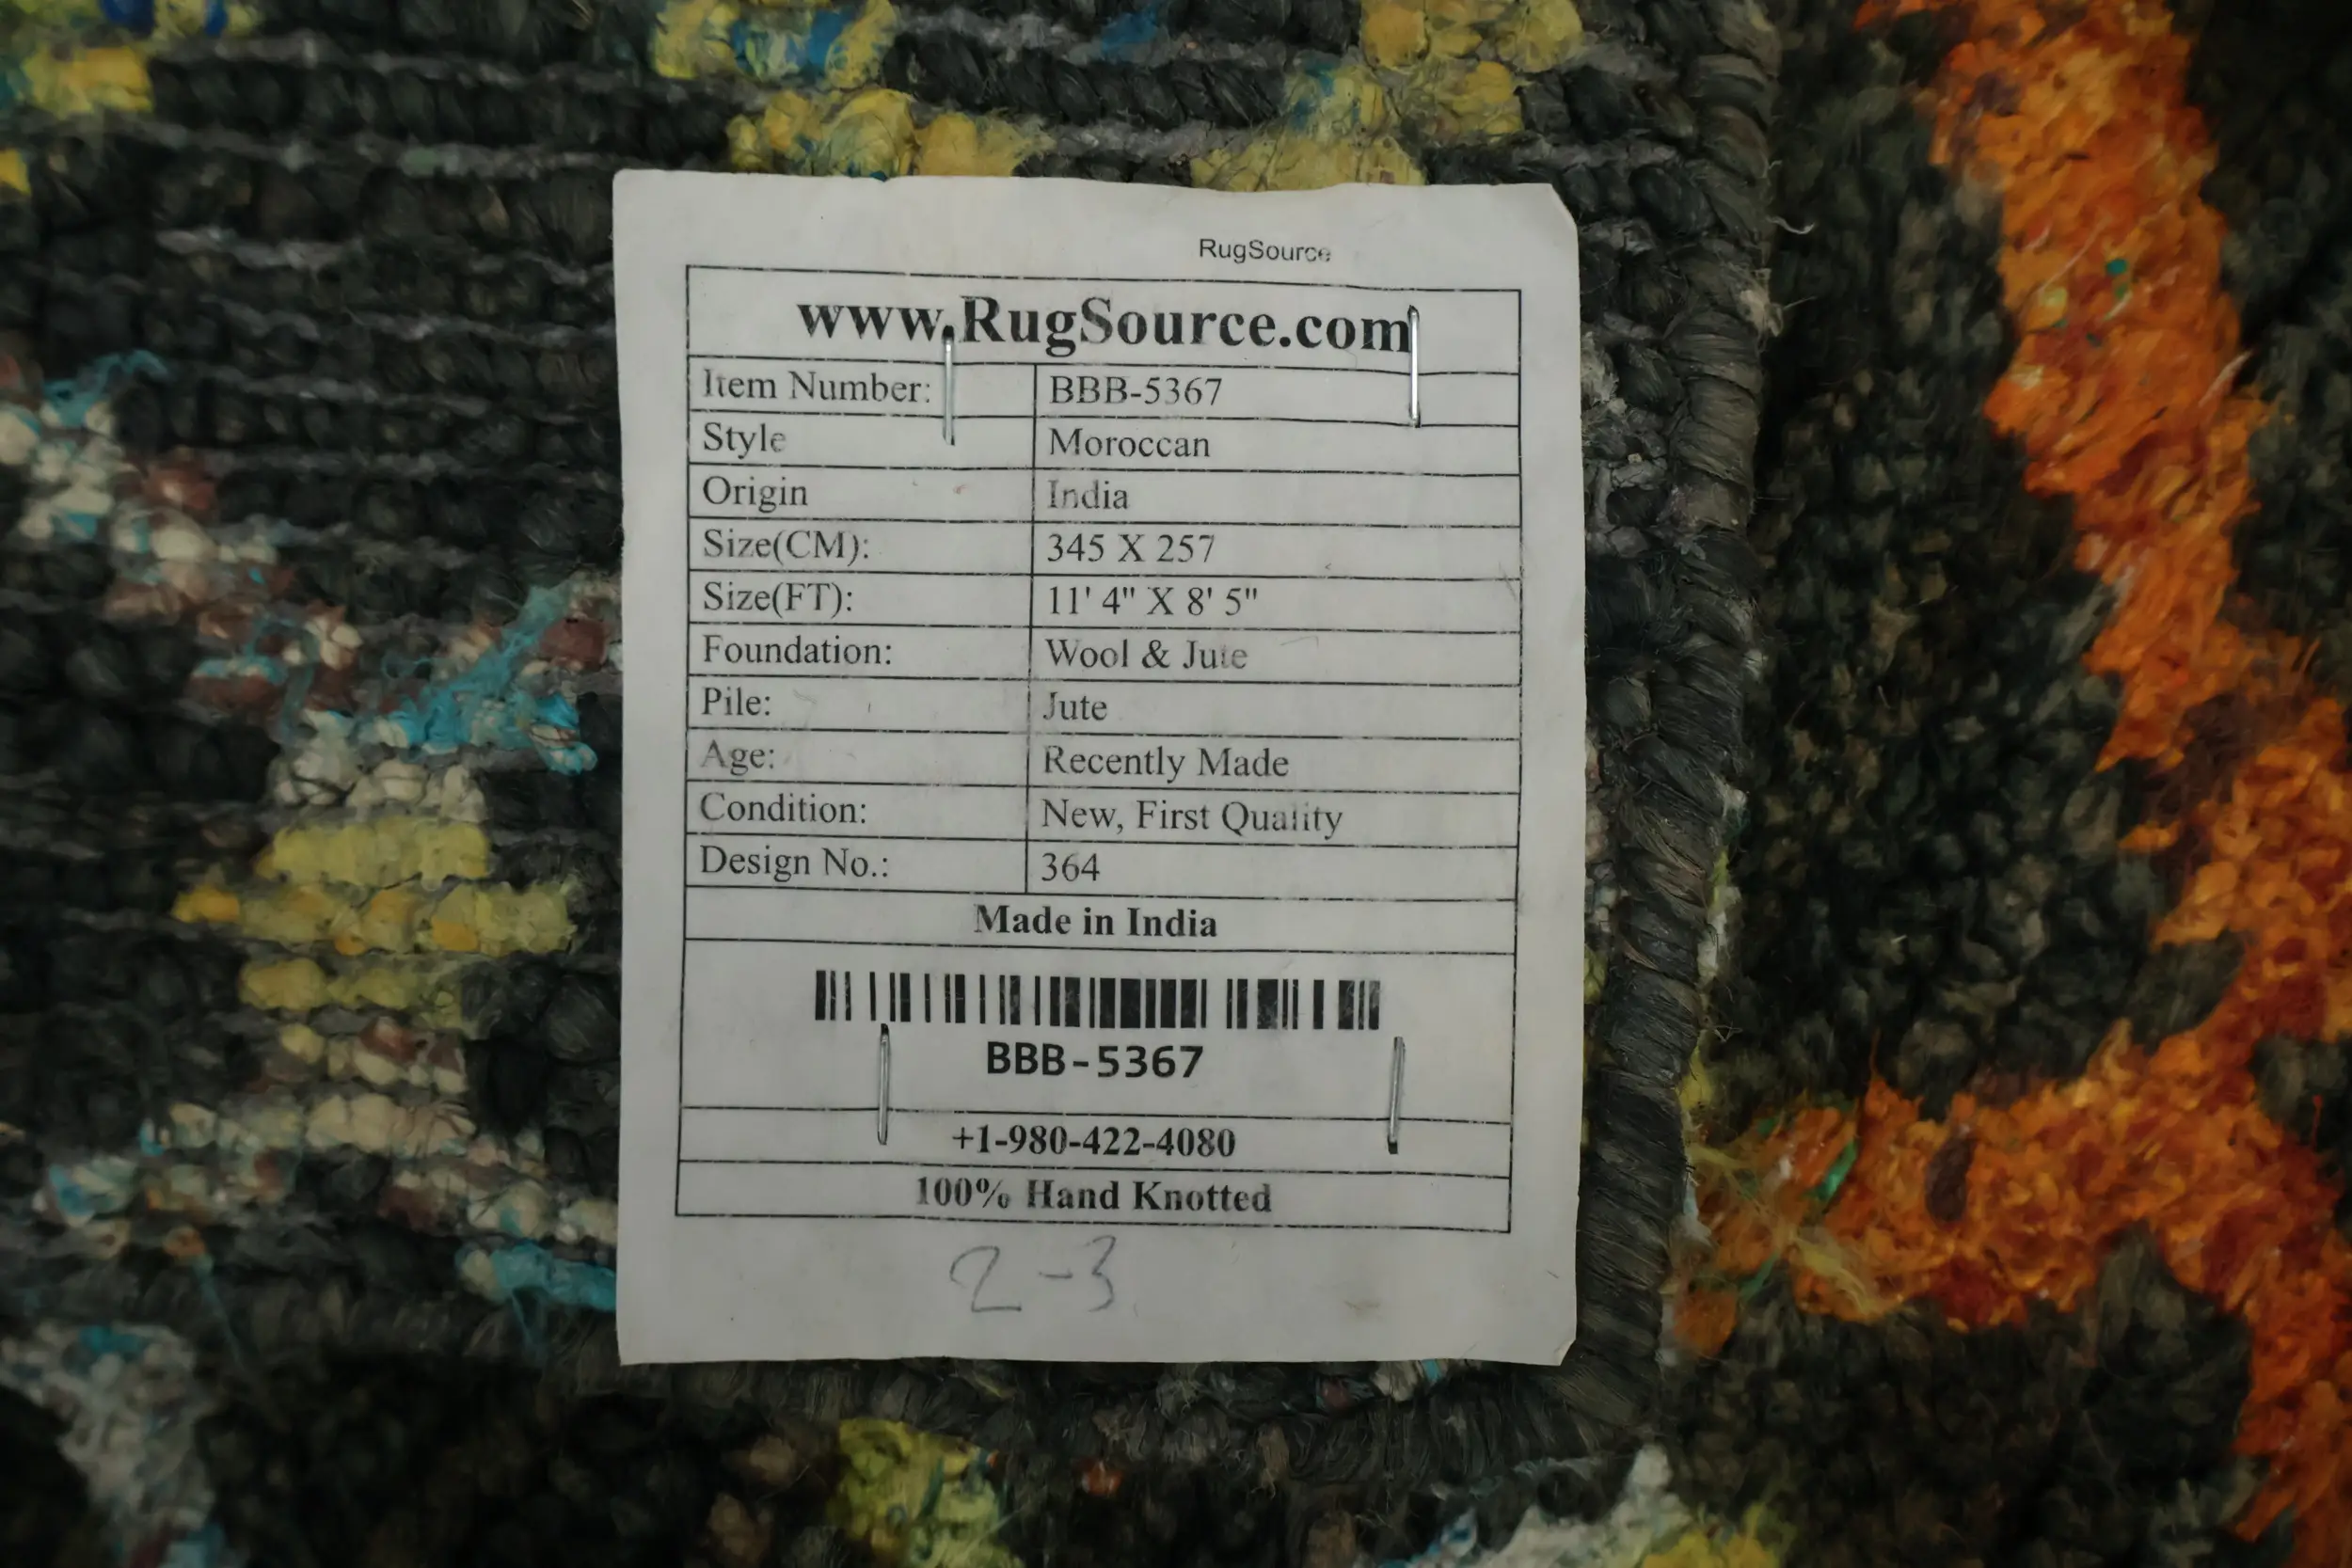 RugSource
www.RugSource.com
Item Number: BBB-5367
Style Moroccan
Origin India
Size(CM): 345 X 257
Size(FT): 11' 4" X 8' 5"
Foundation: Wool & Jute
Pile: Jute
Age: Recently Made
Condition: New, First Quality
Design No.: 364
Made in India
BBB-5367
+1-980-422-4080
100% Hand Knotted
2-3